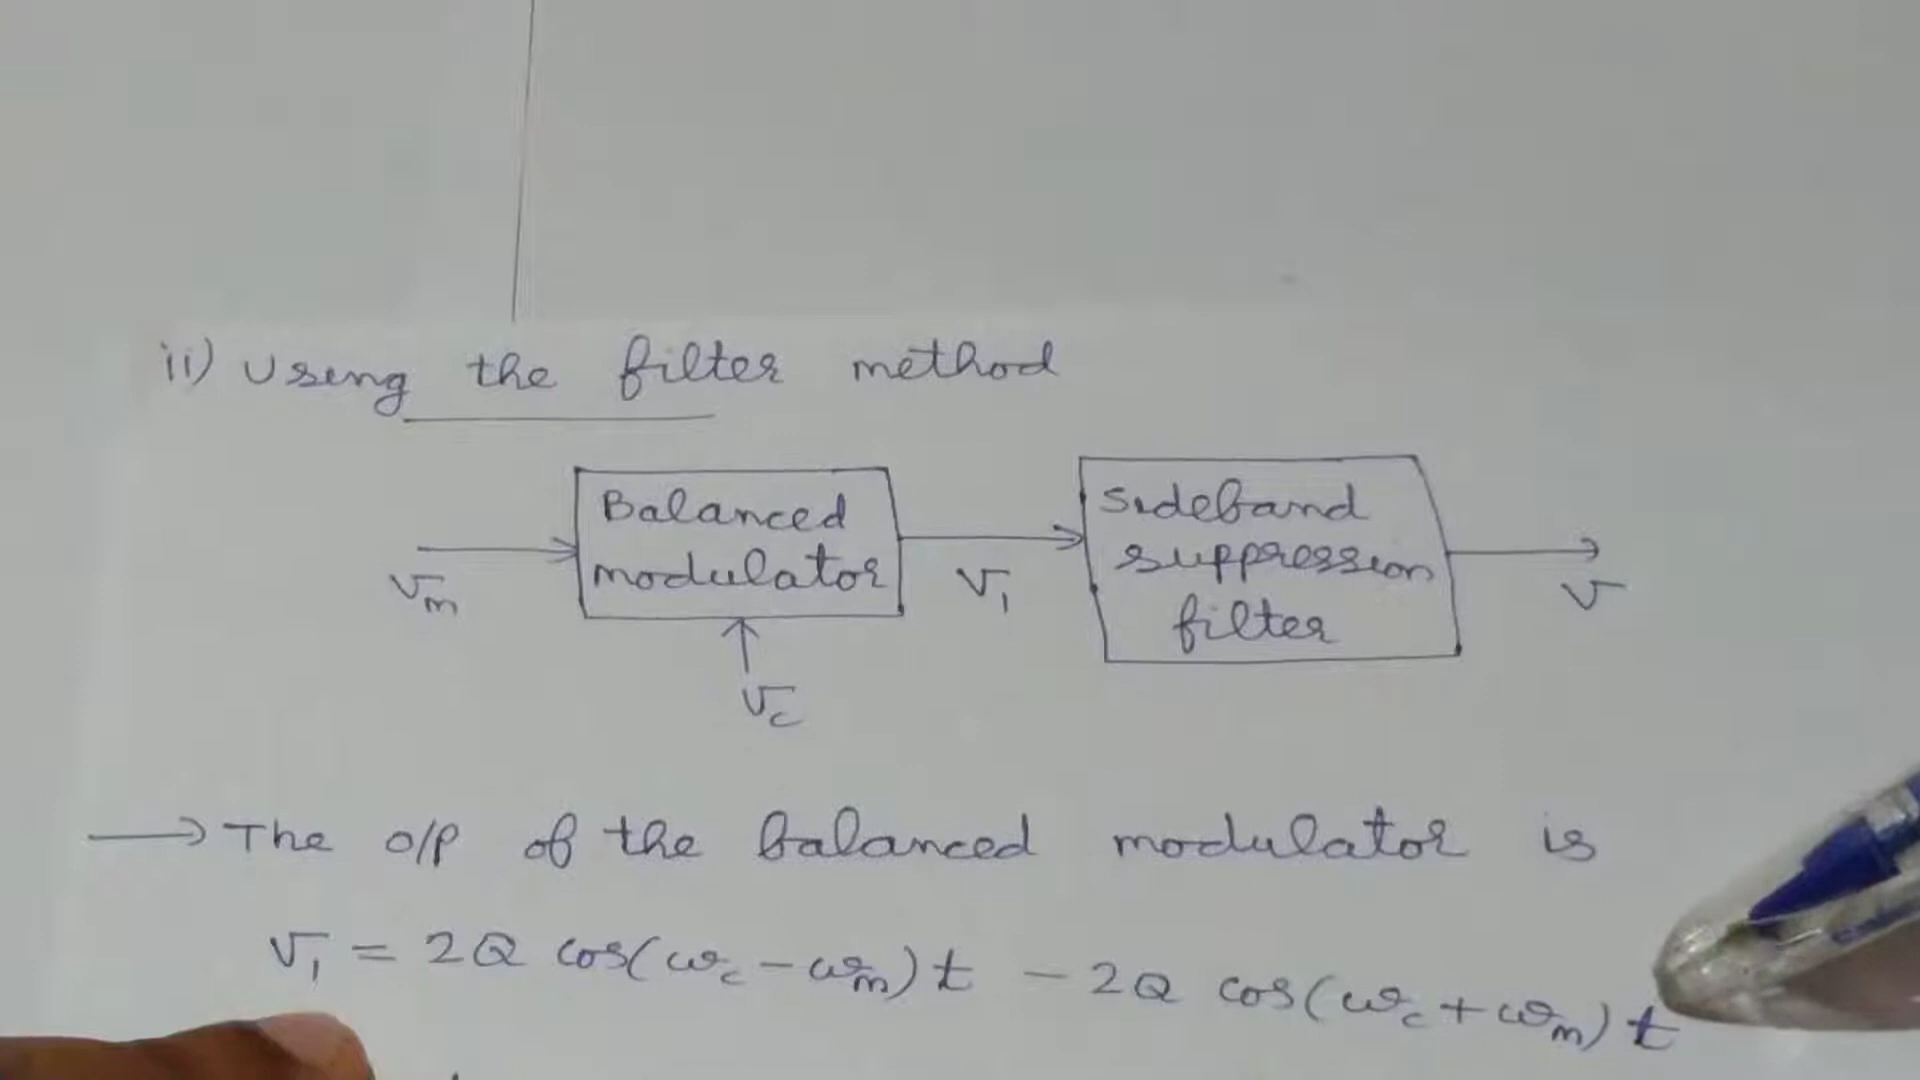 ii) Using the filter method
Balanced
modulator
Sideband
suppression
filter
vm
v1
v
vc
→ The o/p of the balanced modulator is
v1 = 2Q cos(ωc - ωm)t - 2Q cos(ωc + ωm)t